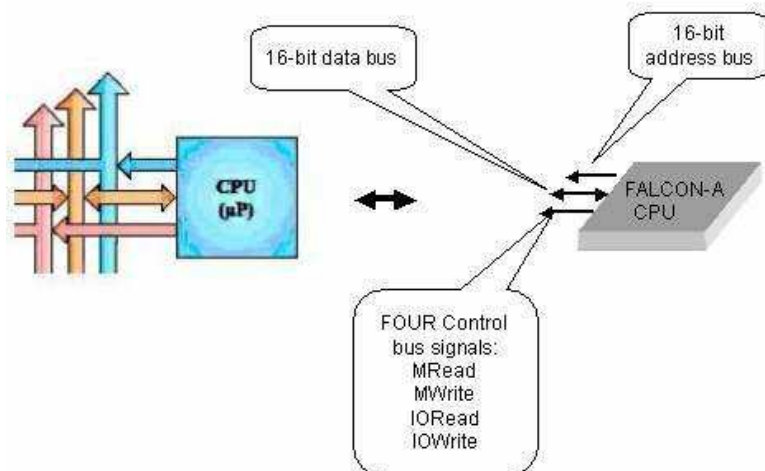 16-bit data bus
16-bit
address bus
CPU
(μP)
FALCON-A
CPU
FOUR Control
bus signals:
MRead
MWrite
IORead
IOWrite